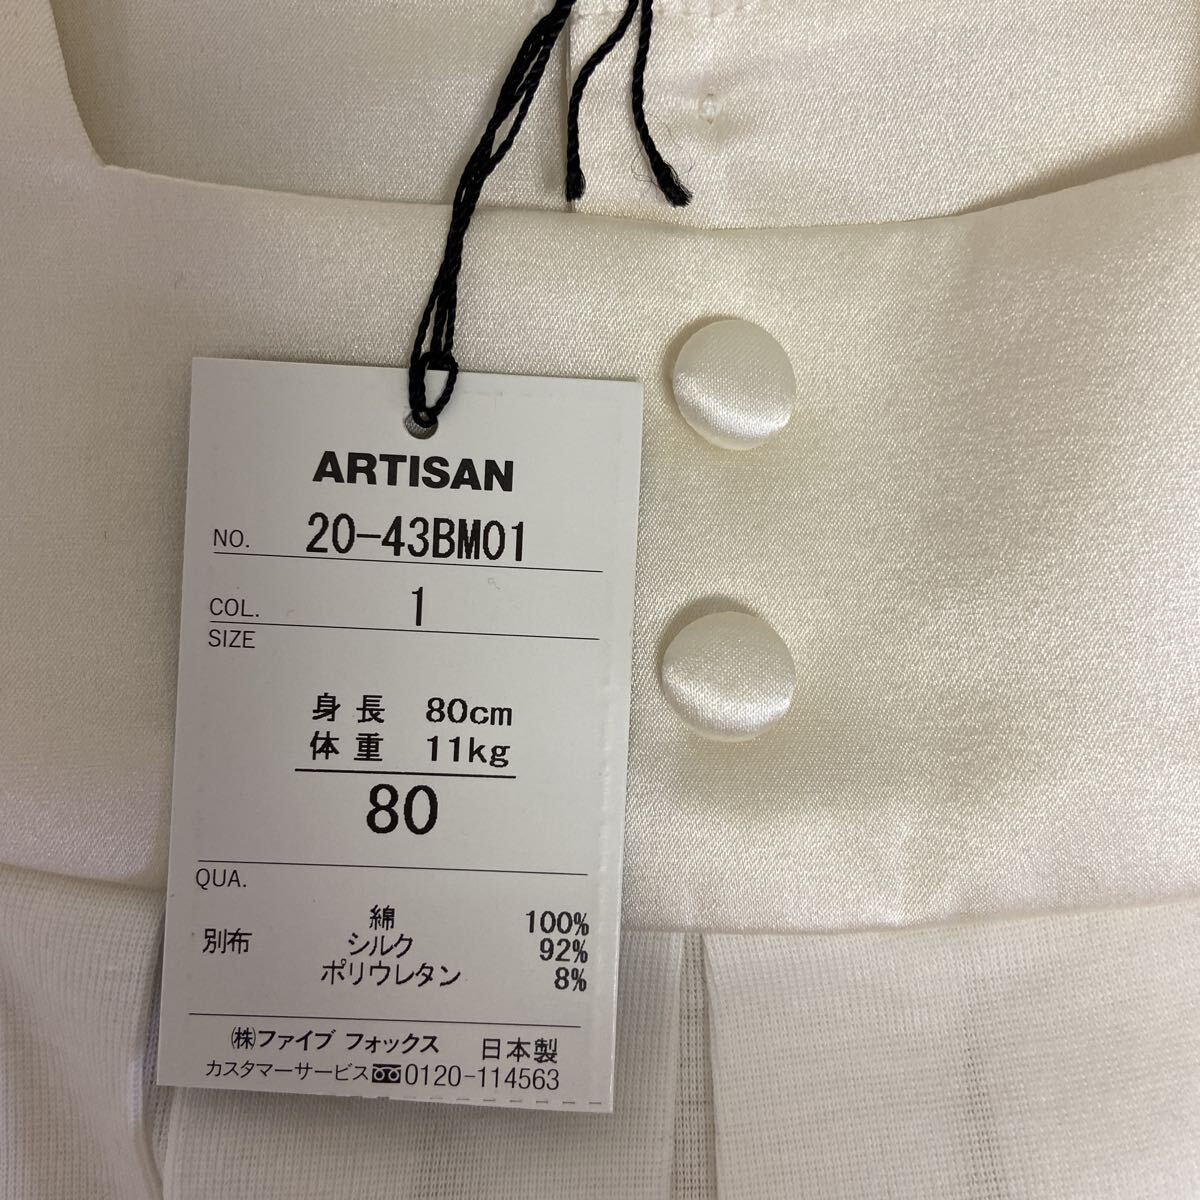 ARTISAN
NO. 20-43BM01
COL. 1
SIZE
身長 80cm
体重 11kg
80
QUA.
綿 100%
別布 シルク 92%
ポリウレタン 8%
㈱ファイブ フォックス 日本製
カスタマーサービス 0120-114563